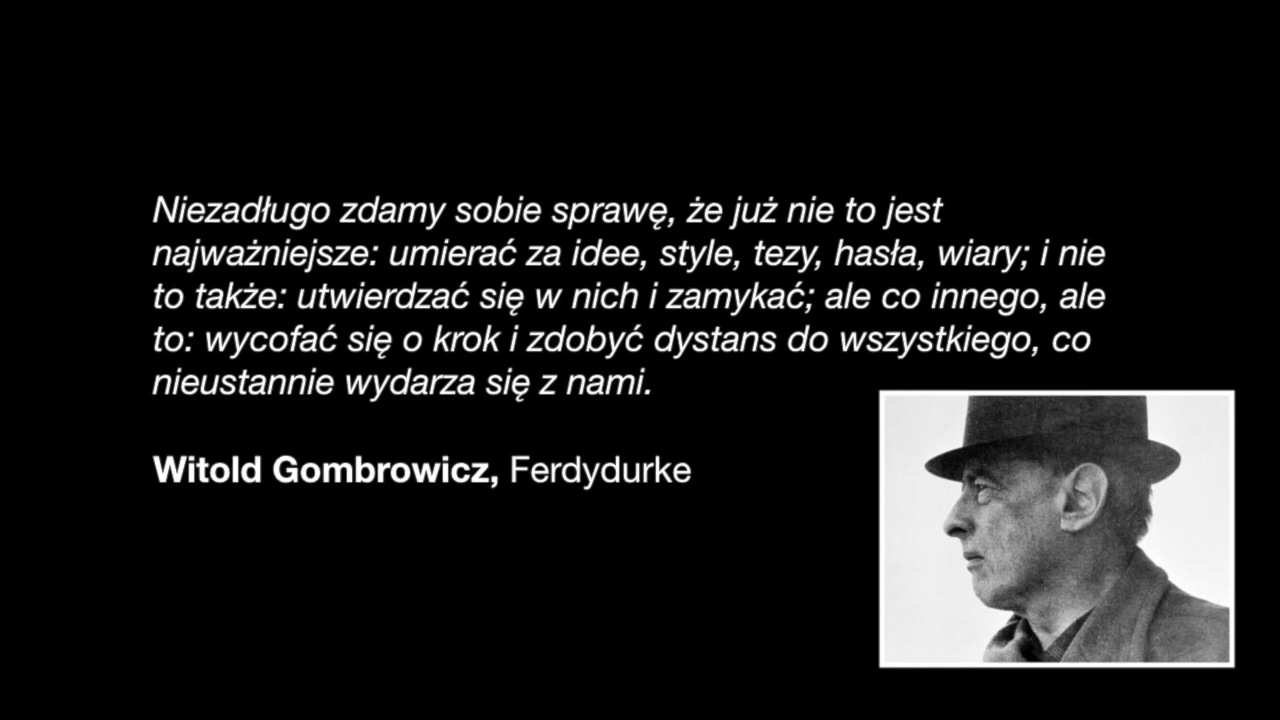 Niezadługo zdamy sobie sprawę, że już nie to jest
najważniejsze: umierać za idee, style, tezy, hasła, wiary; i nie
to także: utwierdzać się w nich i zamykać; ale co innego, ale
to: wycofać się o krok i zdobyć dystans do wszystkiego, co
nieustannie wydarza się z nami.
Witold Gombrowicz, Ferdydurke